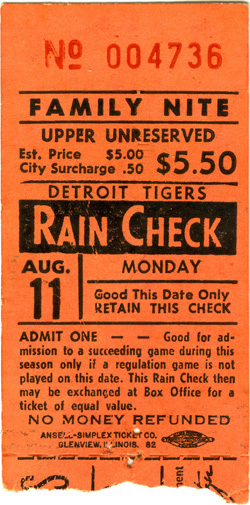 No 004736
FAMILY NITE
UPPER UNRESERVED
Est. Price $5.00
City Surcharge .50 $5.50
DETROIT TIGERS
RAIN CHECK
AUG. 11 MONDAY
Good This Date Only
RETAIN THIS CHECK
ADMIT ONE — — Good for ad-
mission to a succeeding game during this
season only if a regulation game is not
played on this date. This Rain Check then
may be exchanged at Box Office for a
ticket of equal value.
NO MONEY REFUNDED
ANSELL-SIMPLEX TICKET CO.
GLENVIEW, ILLINOIS. 82